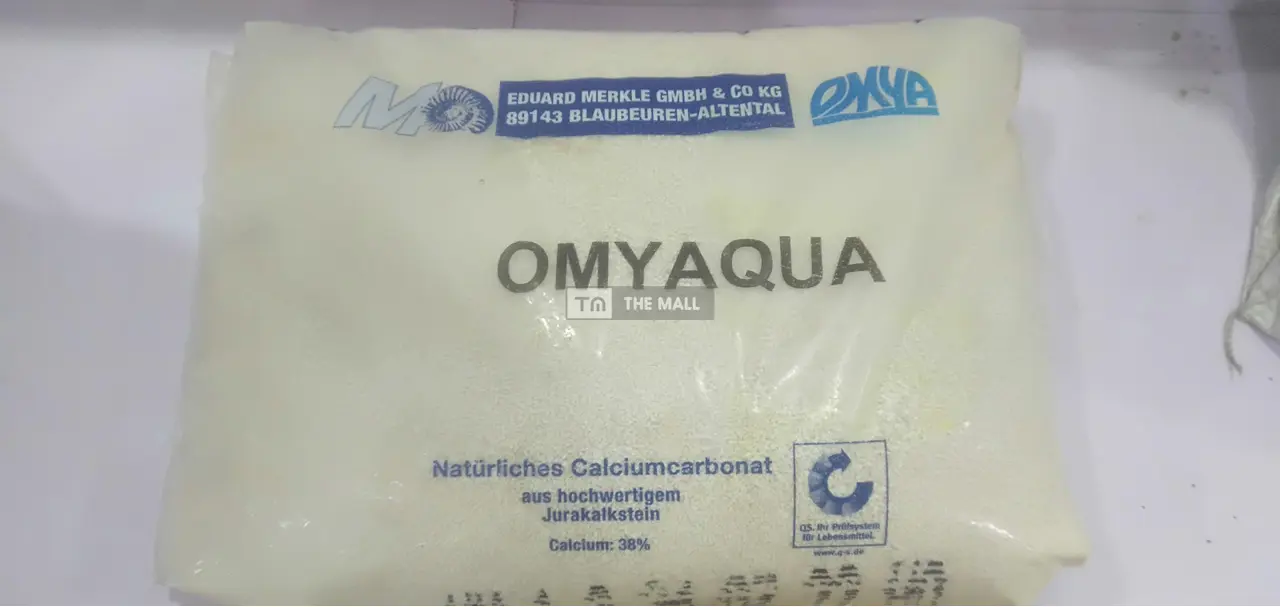 EDUARD MERKLE GMBH & CO KG
89143 BLAUBEUREN-ALTENTAL
OMYA
OMYAQUA
TM THE MALL
Natürliches Calciumcarbonat
aus hochwertigem
Jurakalkstein
Calcium: 38%
QS. Ihr Prüfsystem
für Lebensmittel.
www.q-s.de